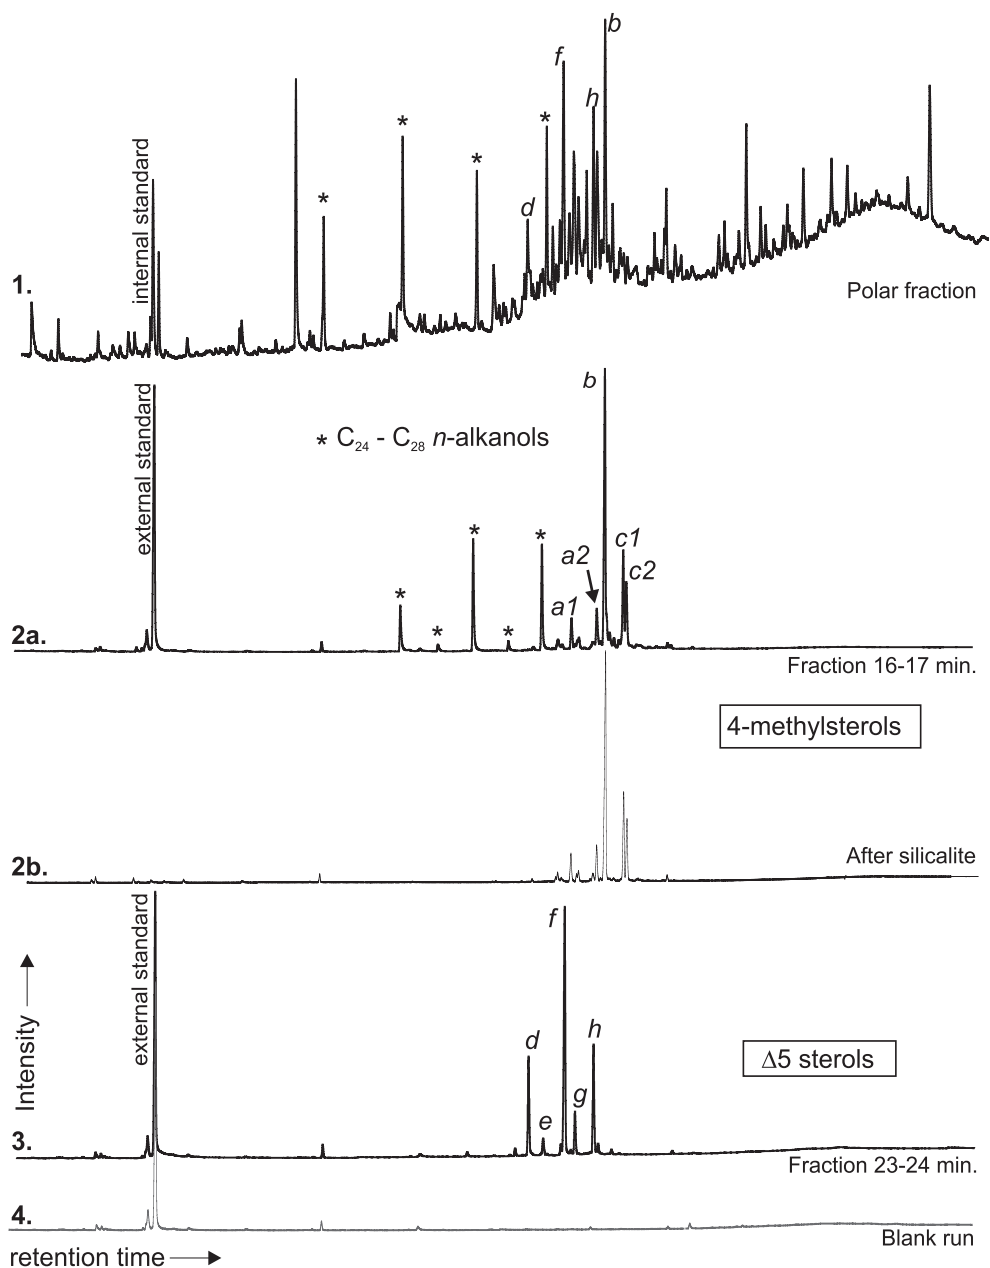 b
f
h
*
*
*
*
d
internal standard
1.
Polar fraction
b
external standard
* C24 - C28 n-alkanols
*
*
c1
a2
c2
*
a1
*
*
2a.
Fraction 16-17 min.
4-methylsterols
After silicalite
2b.
external standard
f
d
h
Δ5 sterols
g
e
Intensity
3.
Fraction 23-24 min.
4.
Blank run
retention time